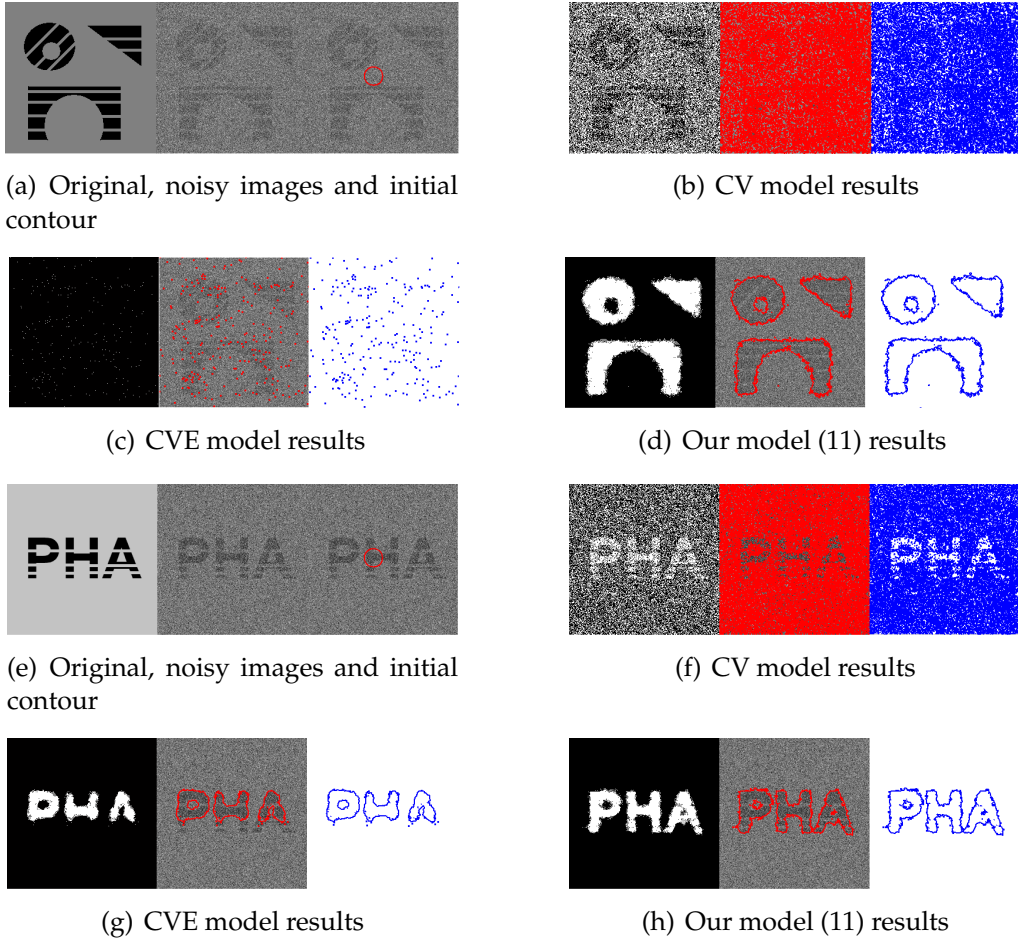 (a) Original, noisy images and initial
contour
(b) CV model results
(c) CVE model results
(d) Our model (11) results
PHA
PHA
PHA
PHA
PHA
PHA
(e) Original, noisy images and initial
contour
(f) CV model results
PHA
PHA
PHA
PHA
PHA
PHA
(g) CVE model results
(h) Our model (11) results